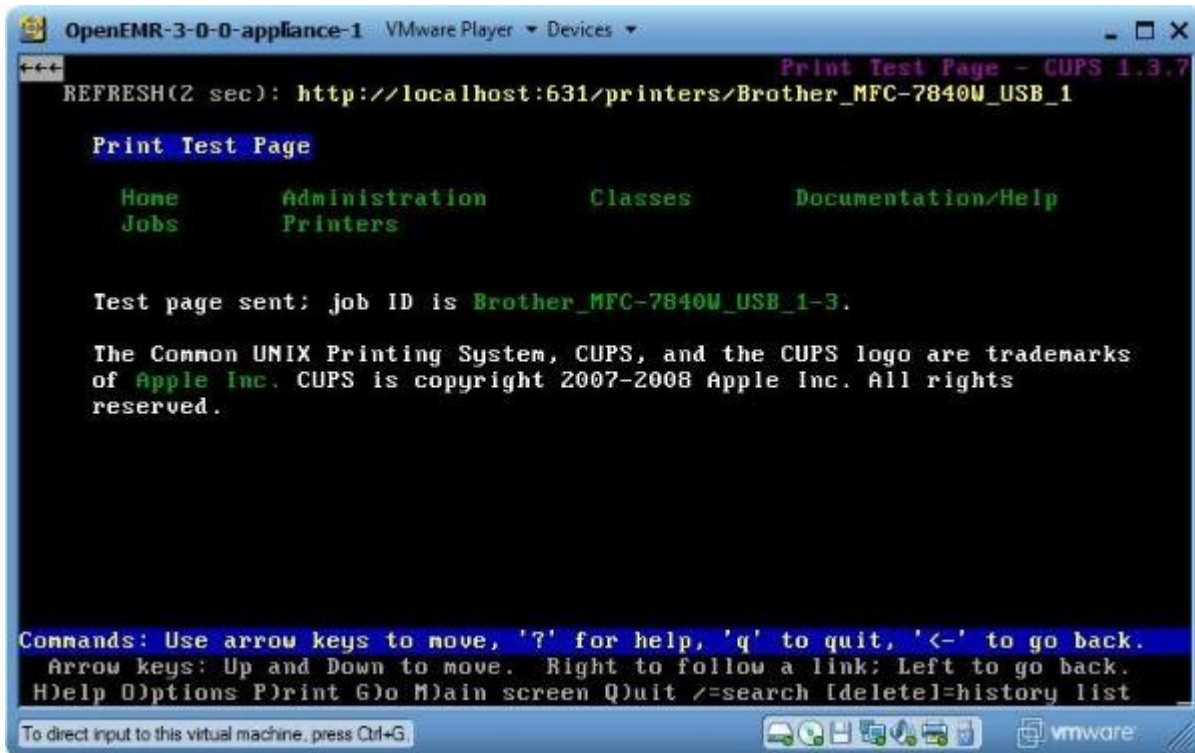 OpenEMR-3-0-0-appliance-1 VMware Player Devices
Print Test Page - CUPS 1.3.7
REFRESH(2 sec): http://localhost:631/printers/Brother_MFC-7840W_USB_1
Print Test Page
Home Administration Classes Documentation/Help
Jobs Printers
Test page sent; job ID is Brother_MFC-7840W_USB_1-3.
The Common UNIX Printing System, CUPS, and the CUPS logo are trademarks
of Apple Inc. CUPS is copyright 2007-2008 Apple Inc. All rights
reserved.
Commands: Use arrow keys to move, '?' for help, 'q' to quit, '<-' to go back.
Arrow keys: Up and Down to move. Right to follow a link; Left to go back.
H)elp O)ptions P)rint G)o M)ain screen Q)uit /=search [delete]=history list
To direct input to this virtual machine, press Ctrl+G.
vmware